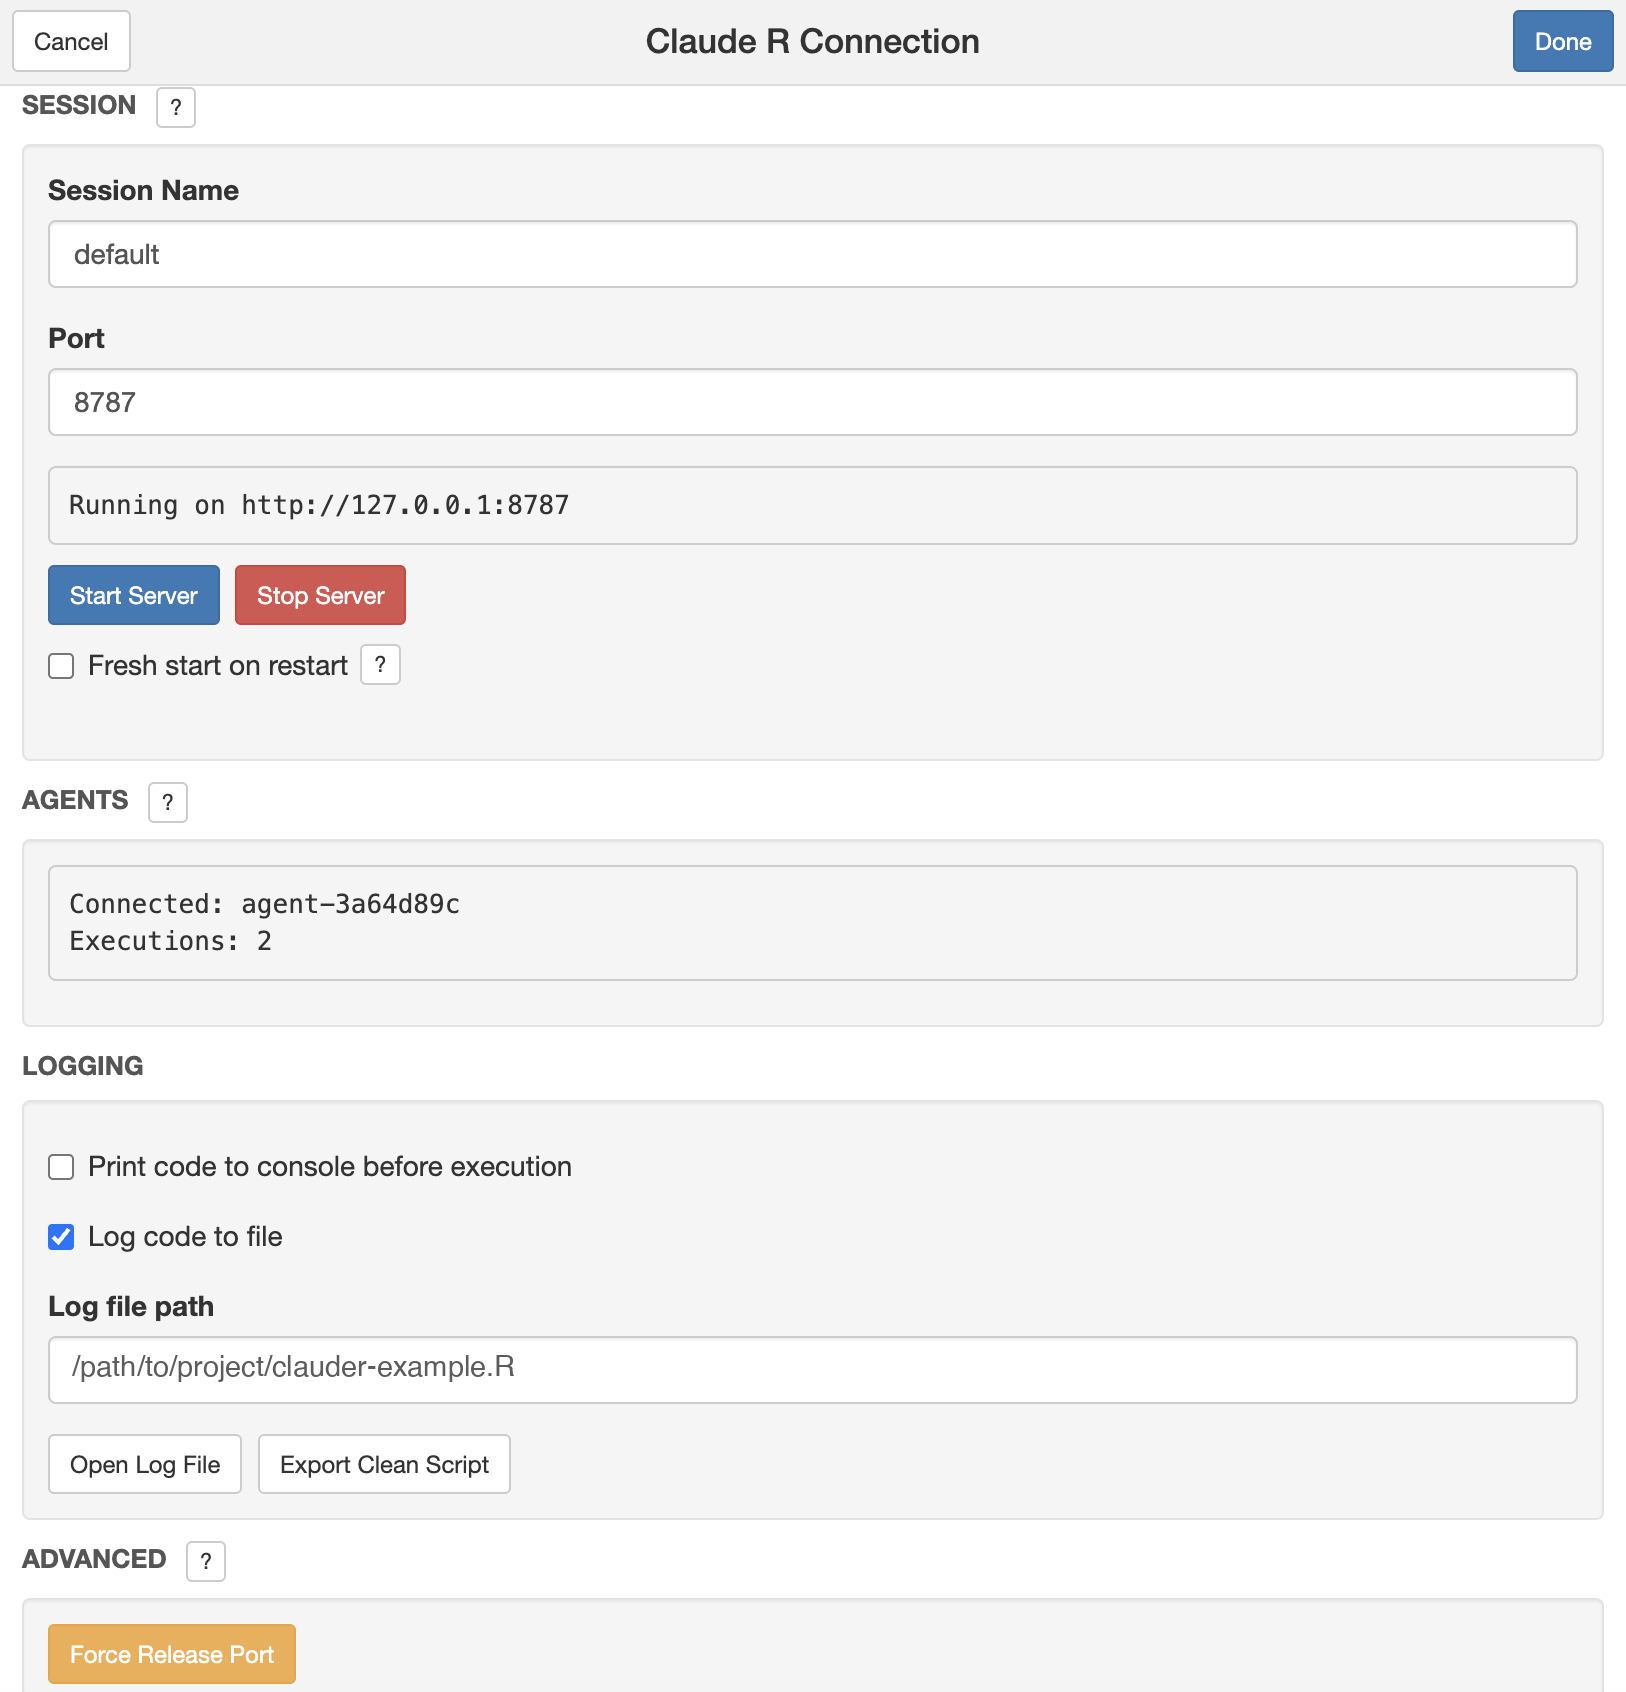 Cancel
Claude R Connection
Done
SESSION ?
Session Name
default
Port
8787
Running on http://127.0.0.1:8787
Start Server
Stop Server
Fresh start on restart ?
AGENTS ?
Connected: agent-3a64d89c
Executions: 2
LOGGING
Print code to console before execution
Log code to file
Log file path
/path/to/project/clauder-example.R
Open Log File
Export Clean Script
ADVANCED ?
Force Release Port